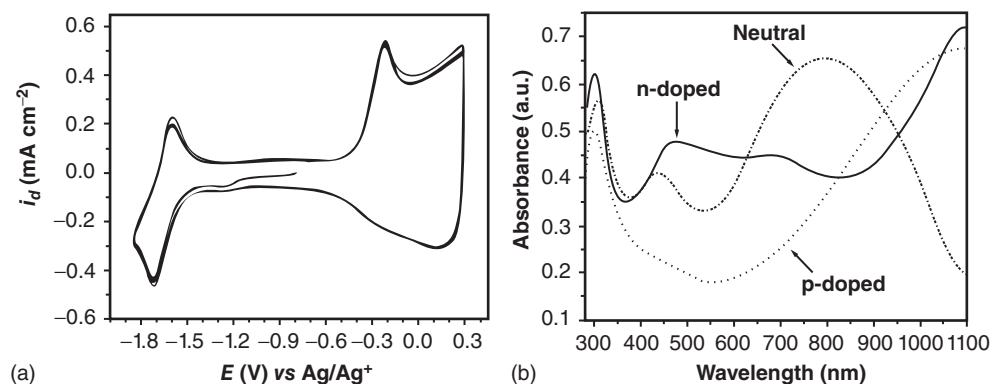 0.6
0.4
0.2
0.0
−0.2
−0.4
−0.6
i_d (mA cm⁻²)
−1.8 −1.5 −1.2 −0.9 −0.6 −0.3 0.0 0.3
E (V) vs Ag/Ag⁺
(a)
0.7
0.6
0.5
0.4
0.3
0.2
0.1
Absorbance (a.u.)
Neutral
n-doped
p-doped
300 400 500 600 700 800 900 1000 1100
Wavelength (nm)
(b)